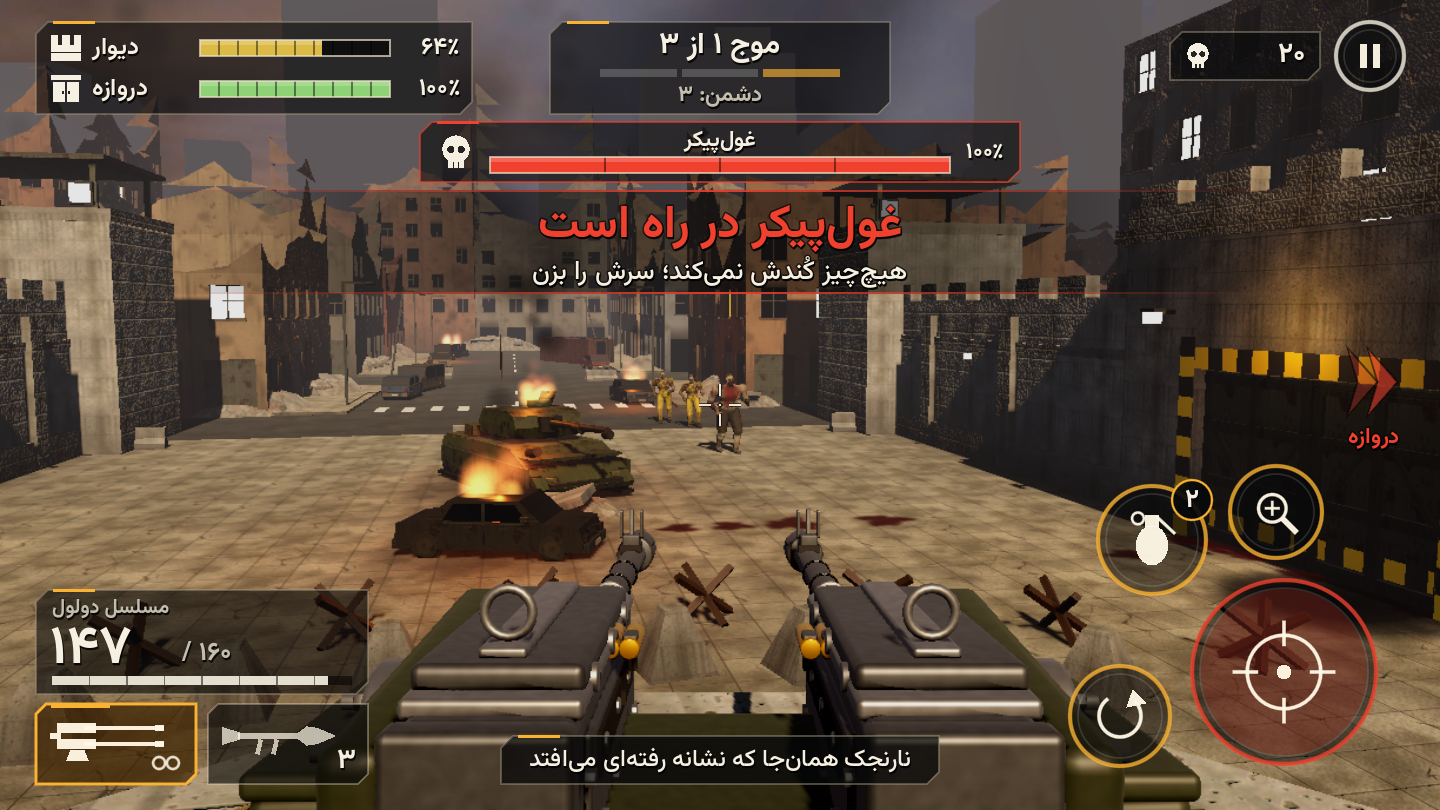 دیوار ۶۴٪
دروازه ۱۰۰٪
موج ۱ از ۳
دشمن: ۳
۲۰
غول‌پیکر
۱۰۰٪
غول‌پیکر در راه است
هیچ‌چیز کُندش نمی‌کند؛ سرش را بزن
دروازه
۲
مسلسل دولول
۱۴۷ / ۱۶۰
∞
۳
نارنجک همان‌جا که نشانه رفته‌ای می‌افتد